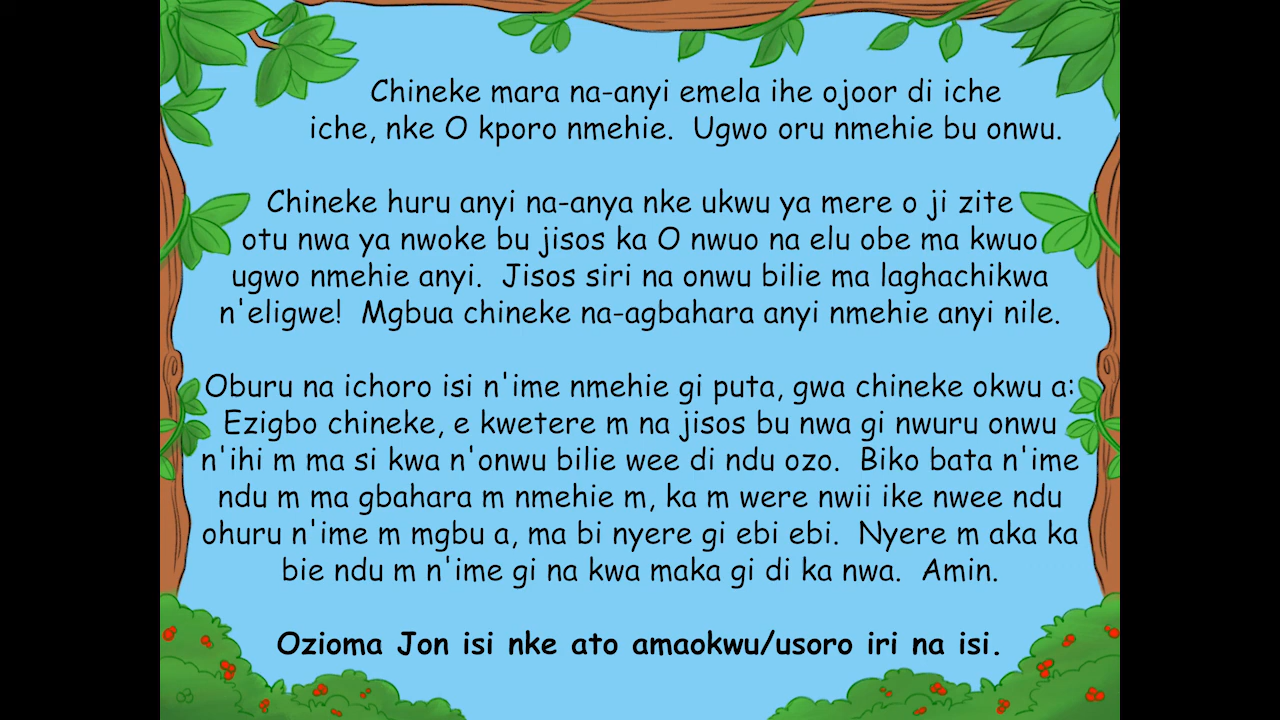 Chineke mara na-anyi emela ihe ojoor di iche
iche, nke O kporo nmehie.  Ugwo oru nmehie bu onwu.
Chineke huru anyi na-anya nke ukwu ya mere o ji zite
otu nwa ya nwoke bu jisos ka O nwuo na elu obe ma kwuo
ugwo nmehie anyi.  Jisos siri na onwu bilie ma laghachikwa
n'eligwe!  Mgbua chineke na-agbahara anyi nmehie anyi nile.
Oburu na ichoro isi n'ime nmehie gi puta, gwa chineke okwu a:
Ezigbo chineke, e kwetere m na jisos bu nwa gi nwuru onwu
n'ihi m ma si kwa n'onwu bilie wee di ndu ozo.  Biko bata n'ime
ndu m ma gbahara m nmehie m, ka m were nwii ike nwee ndu
ohuru n'ime m mgbu a, ma bi nyere gi ebi ebi.  Nyere m aka ka
bie ndu m n'ime gi na kwa maka gi di ka nwa.  Amin.
Ozioma Jon isi nke ato amaokwu/usoro iri na isi.